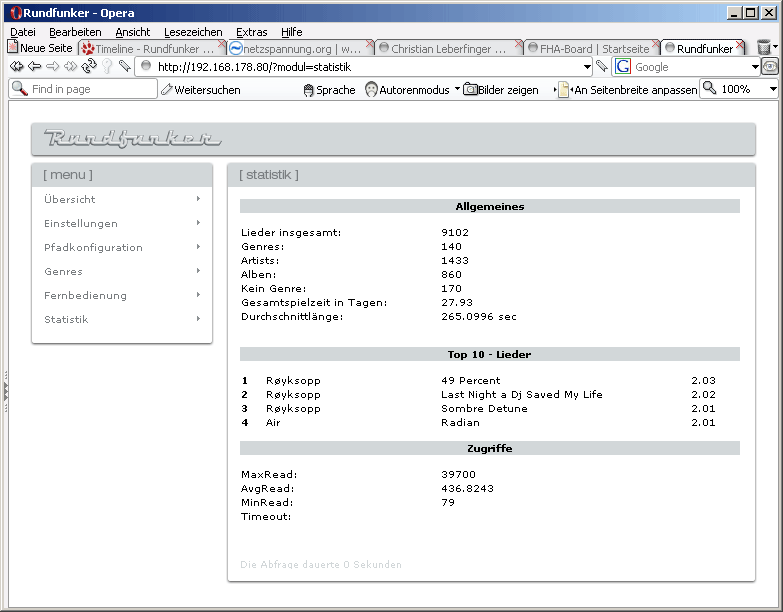 Rundfunker - Opera
Datei Bearbeiten Ansicht Lesezeichen Extras Hilfe
Neue Seite Timeline - Rundfunker ... netzspannung.org | w... Christian Leberfinger ... FHA-Board | Startseite Rundfunker
http://192.168.178.80/?modul=statistik Google
Find in page Weitersuchen Sprache Autorenmodus Bilder zeigen An Seitenbreite anpassen 100%
Rundfunker
[ menu ]
Übersicht
Einstellungen
Pfadkonfiguration
Genres
Fernbedienung
Statistik
[ statistik ]
Allgemeines
Lieder insgesamt: 9102
Genres: 140
Artists: 1433
Alben: 860
Kein Genre: 170
Gesamtspielzeit in Tagen: 27.93
Durchschnittlänge: 265.0996 sec
Top 10 - Lieder
1 Røyksopp 49 Percent 2.03
2 Røyksopp Last Night a Dj Saved My Life 2.02
3 Røyksopp Sombre Detune 2.01
4 Air Radian 2.01
Zugriffe
MaxRead: 39700
AvgRead: 436.8243
MinRead: 79
Timeout:
Die Abfrage dauerte 0 Sekunden